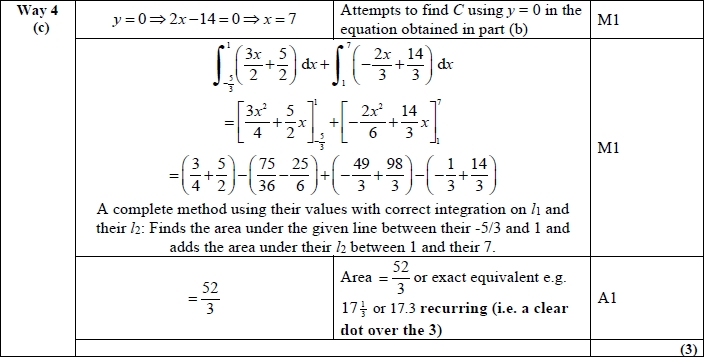 Way 4
(c)
y = 0 ⇒ 2x − 14 = 0 ⇒ x = 7
Attempts to find C using y = 0 in the
equation obtained in part (b)
M1
∫_{-5/3}^{1} (3x/2 + 5/2) dx + ∫_{1}^{7} (−2x/3 + 14/3) dx
= [3x²/4 + 5/2 x]_{-5/3}^{1} + [−2x²/6 + 14/3 x]_{1}^{7}
= (3/4 + 5/2) − (75/36 − 25/6) + (−49/3 + 98/3) − (−1/3 + 14/3)
M1
A complete method using their values with correct integration on l₁ and
their l₂: Finds the area under the given line between their -5/3 and 1 and
adds the area under their l₂ between 1 and their 7.
= 52/3
Area = 52/3 or exact equivalent e.g.
17 1/3 or 17.3 recurring (i.e. a clear
dot over the 3)
A1
(3)